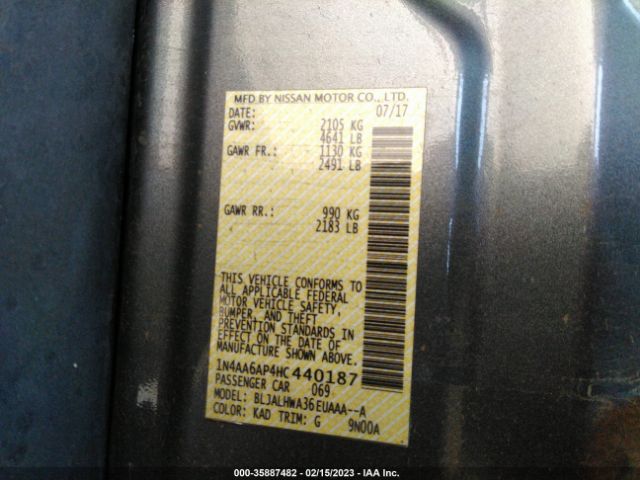 MFD BY NISSAN MOTOR CO., LTD.
DATE: 07/17
GVWR: 2105 KG
4641 LB
GAWR FR.: 1130 KG
2491 LB
GAWR RR.: 990 KG
2183 LB
THIS VEHICLE CONFORMS TO
ALL APPLICABLE FEDERAL
MOTOR VEHICLE SAFETY,
BUMPER, AND THEFT
PREVENTION STANDARDS IN
EFFECT ON THE DATE OF
MANUFACTURE SHOWN ABOVE.
1N4AA6AP4HC440187
PASSENGER CAR 069
MODEL: BLJALHWA36EUAAA--A
COLOR: KAD TRIM: G 9N00A
000-35887482 - 02/15/2023 - IAA Inc.